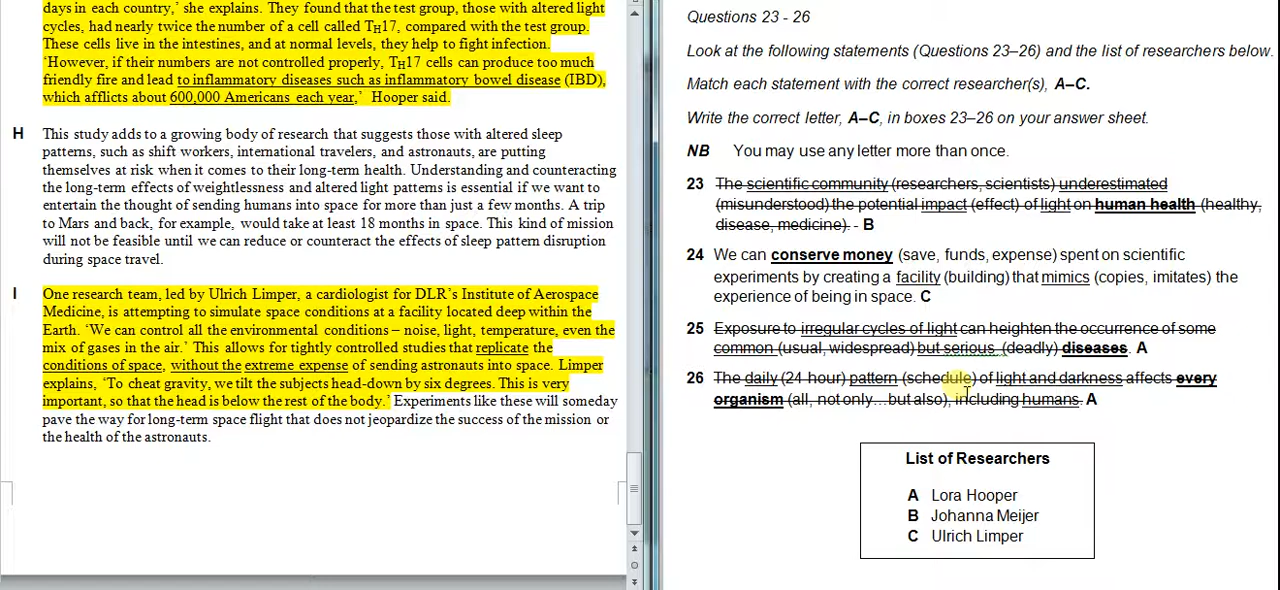 days in each country,’ she explains. They found that the test group, those with altered light
cycles, had nearly twice the number of a cell called TH17, compared with the test group.
These cells live in the intestines, and at normal levels, they help to fight infection.
‘However, if their numbers are not controlled properly, TH17 cells can produce too much
friendly fire and lead to inflammatory diseases such as inflammatory bowel disease (IBD),
which afflicts about 600,000 Americans each year,’ Hooper said.
H This study adds to a growing body of research that suggests those with altered sleep
patterns, such as shift workers, international travelers, and astronauts, are putting
themselves at risk when it comes to their long-term health. Understanding and counteracting
the long-term effects of weightlessness and altered light patterns is essential if we want to
entertain the thought of sending humans into space for more than just a few months. A trip
to Mars and back, for example, would take at least 18 months in space. This kind of mission
will not be feasible until we can reduce or counteract the effects of sleep pattern disruption
during space travel.
I One research team, led by Ulrich Limper, a cardiologist for DLR’s Institute of Aerospace
Medicine, is attempting to simulate space conditions at a facility located deep within the
Earth. ‘We can control all the environmental conditions – noise, light, temperature, even the
mix of gases in the air.’ This allows for tightly controlled studies that replicate the
conditions of space, without the extreme expense of sending astronauts into space. Limper
explains, ‘To cheat gravity, we tilt the subjects head-down by six degrees. This is very
important, so that the head is below the rest of the body.’ Experiments like these will someday
pave the way for long-term space flight that does not jeopardize the success of the mission or
the health of the astronauts.
Questions 23 - 26
Look at the following statements (Questions 23–26) and the list of researchers below.
Match each statement with the correct researcher(s), A–C.
Write the correct letter, A–C, in boxes 23–26 on your answer sheet.
NB You may use any letter more than once.
23 The scientific community (researchers, scientists) underestimated
(misunderstood) the potential impact (effect) of light on human health (healthy,
disease, medicine). - B
24 We can conserve money (save, funds, expense) spent on scientific
experiments by creating a facility (building) that mimics (copies, imitates) the
experience of being in space. C
25 Exposure to irregular cycles of light can heighten the occurrence of some
common (usual, widespread) but serious (deadly) diseases. A
26 The daily (24 hour) pattern (schedule) of light and darkness affects every
organism (all, not only…but also), including humans. A
List of Researchers
A Lora Hooper
B Johanna Meijer
C Ulrich Limper